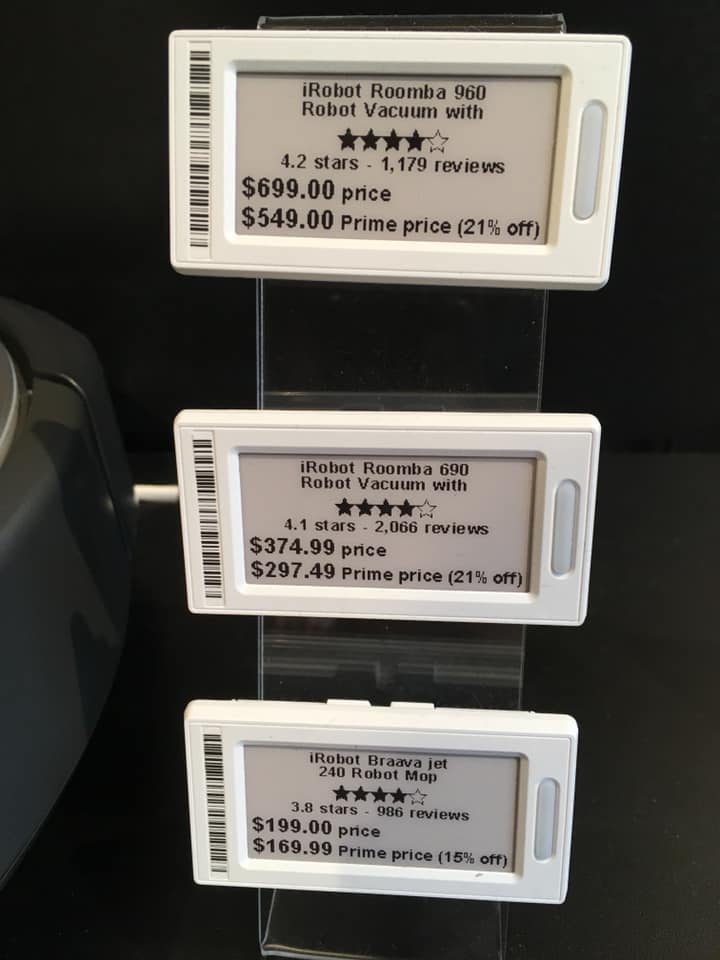 iRobot Roomba 960
Robot Vacuum with
4.2 stars - 1,179 reviews
$699.00 price
$549.00 Prime price (21% off)
iRobot Roomba 690
Robot Vacuum with
4.1 stars - 2,066 reviews
$374.99 price
$297.49 Prime price (21% off)
iRobot Braava jet
240 Robot Mop
3.8 stars - 986 reviews
$199.00 price
$169.99 Prime price (15% off)